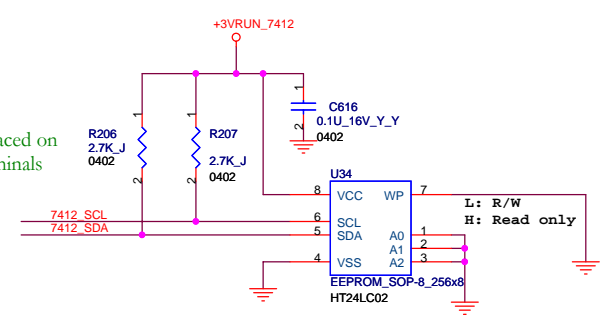 +3VRUN_7412
aced on
minals
1
R206
2.7K_J
0402
2
1
R207
2.7K_J
0402
2
1
C616
0.1U_16V_Y_Y
2
0402
U34
8 VCC WP 7
L: R/W
H: Read only
7412_SCL
6 SCL
7412_SDA
5 SDA A0 1
A1 2
4 VSS A2 3
EEPROM_SOP-8_256x8
HT24LC02